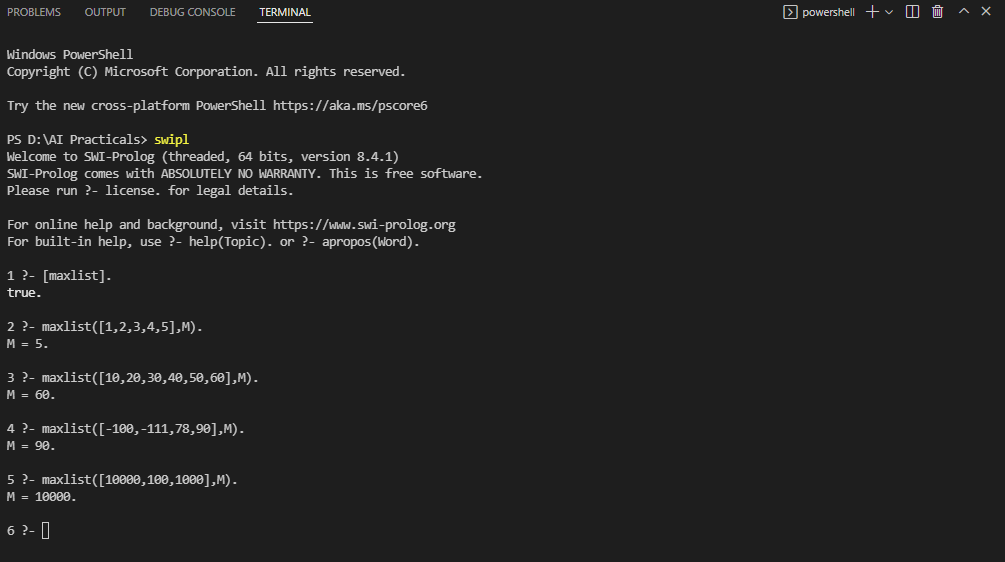 PROBLEMS OUTPUT DEBUG CONSOLE TERMINAL powershell
Windows PowerShell
Copyright (C) Microsoft Corporation. All rights reserved.
Try the new cross-platform PowerShell https://aka.ms/pscore6
PS D:\AI Practicals> swipl
Welcome to SWI-Prolog (threaded, 64 bits, version 8.4.1)
SWI-Prolog comes with ABSOLUTELY NO WARRANTY. This is free software.
Please run ?- license. for legal details.
For online help and background, visit https://www.swi-prolog.org
For built-in help, use ?- help(Topic). or ?- apropos(Word).
1 ?- [maxlist].
true.
2 ?- maxlist([1,2,3,4,5],M).
M = 5.
3 ?- maxlist([10,20,30,40,50,60],M).
M = 60.
4 ?- maxlist([-100,-111,78,90],M).
M = 90.
5 ?- maxlist([10000,100,1000],M).
M = 10000.
6 ?-